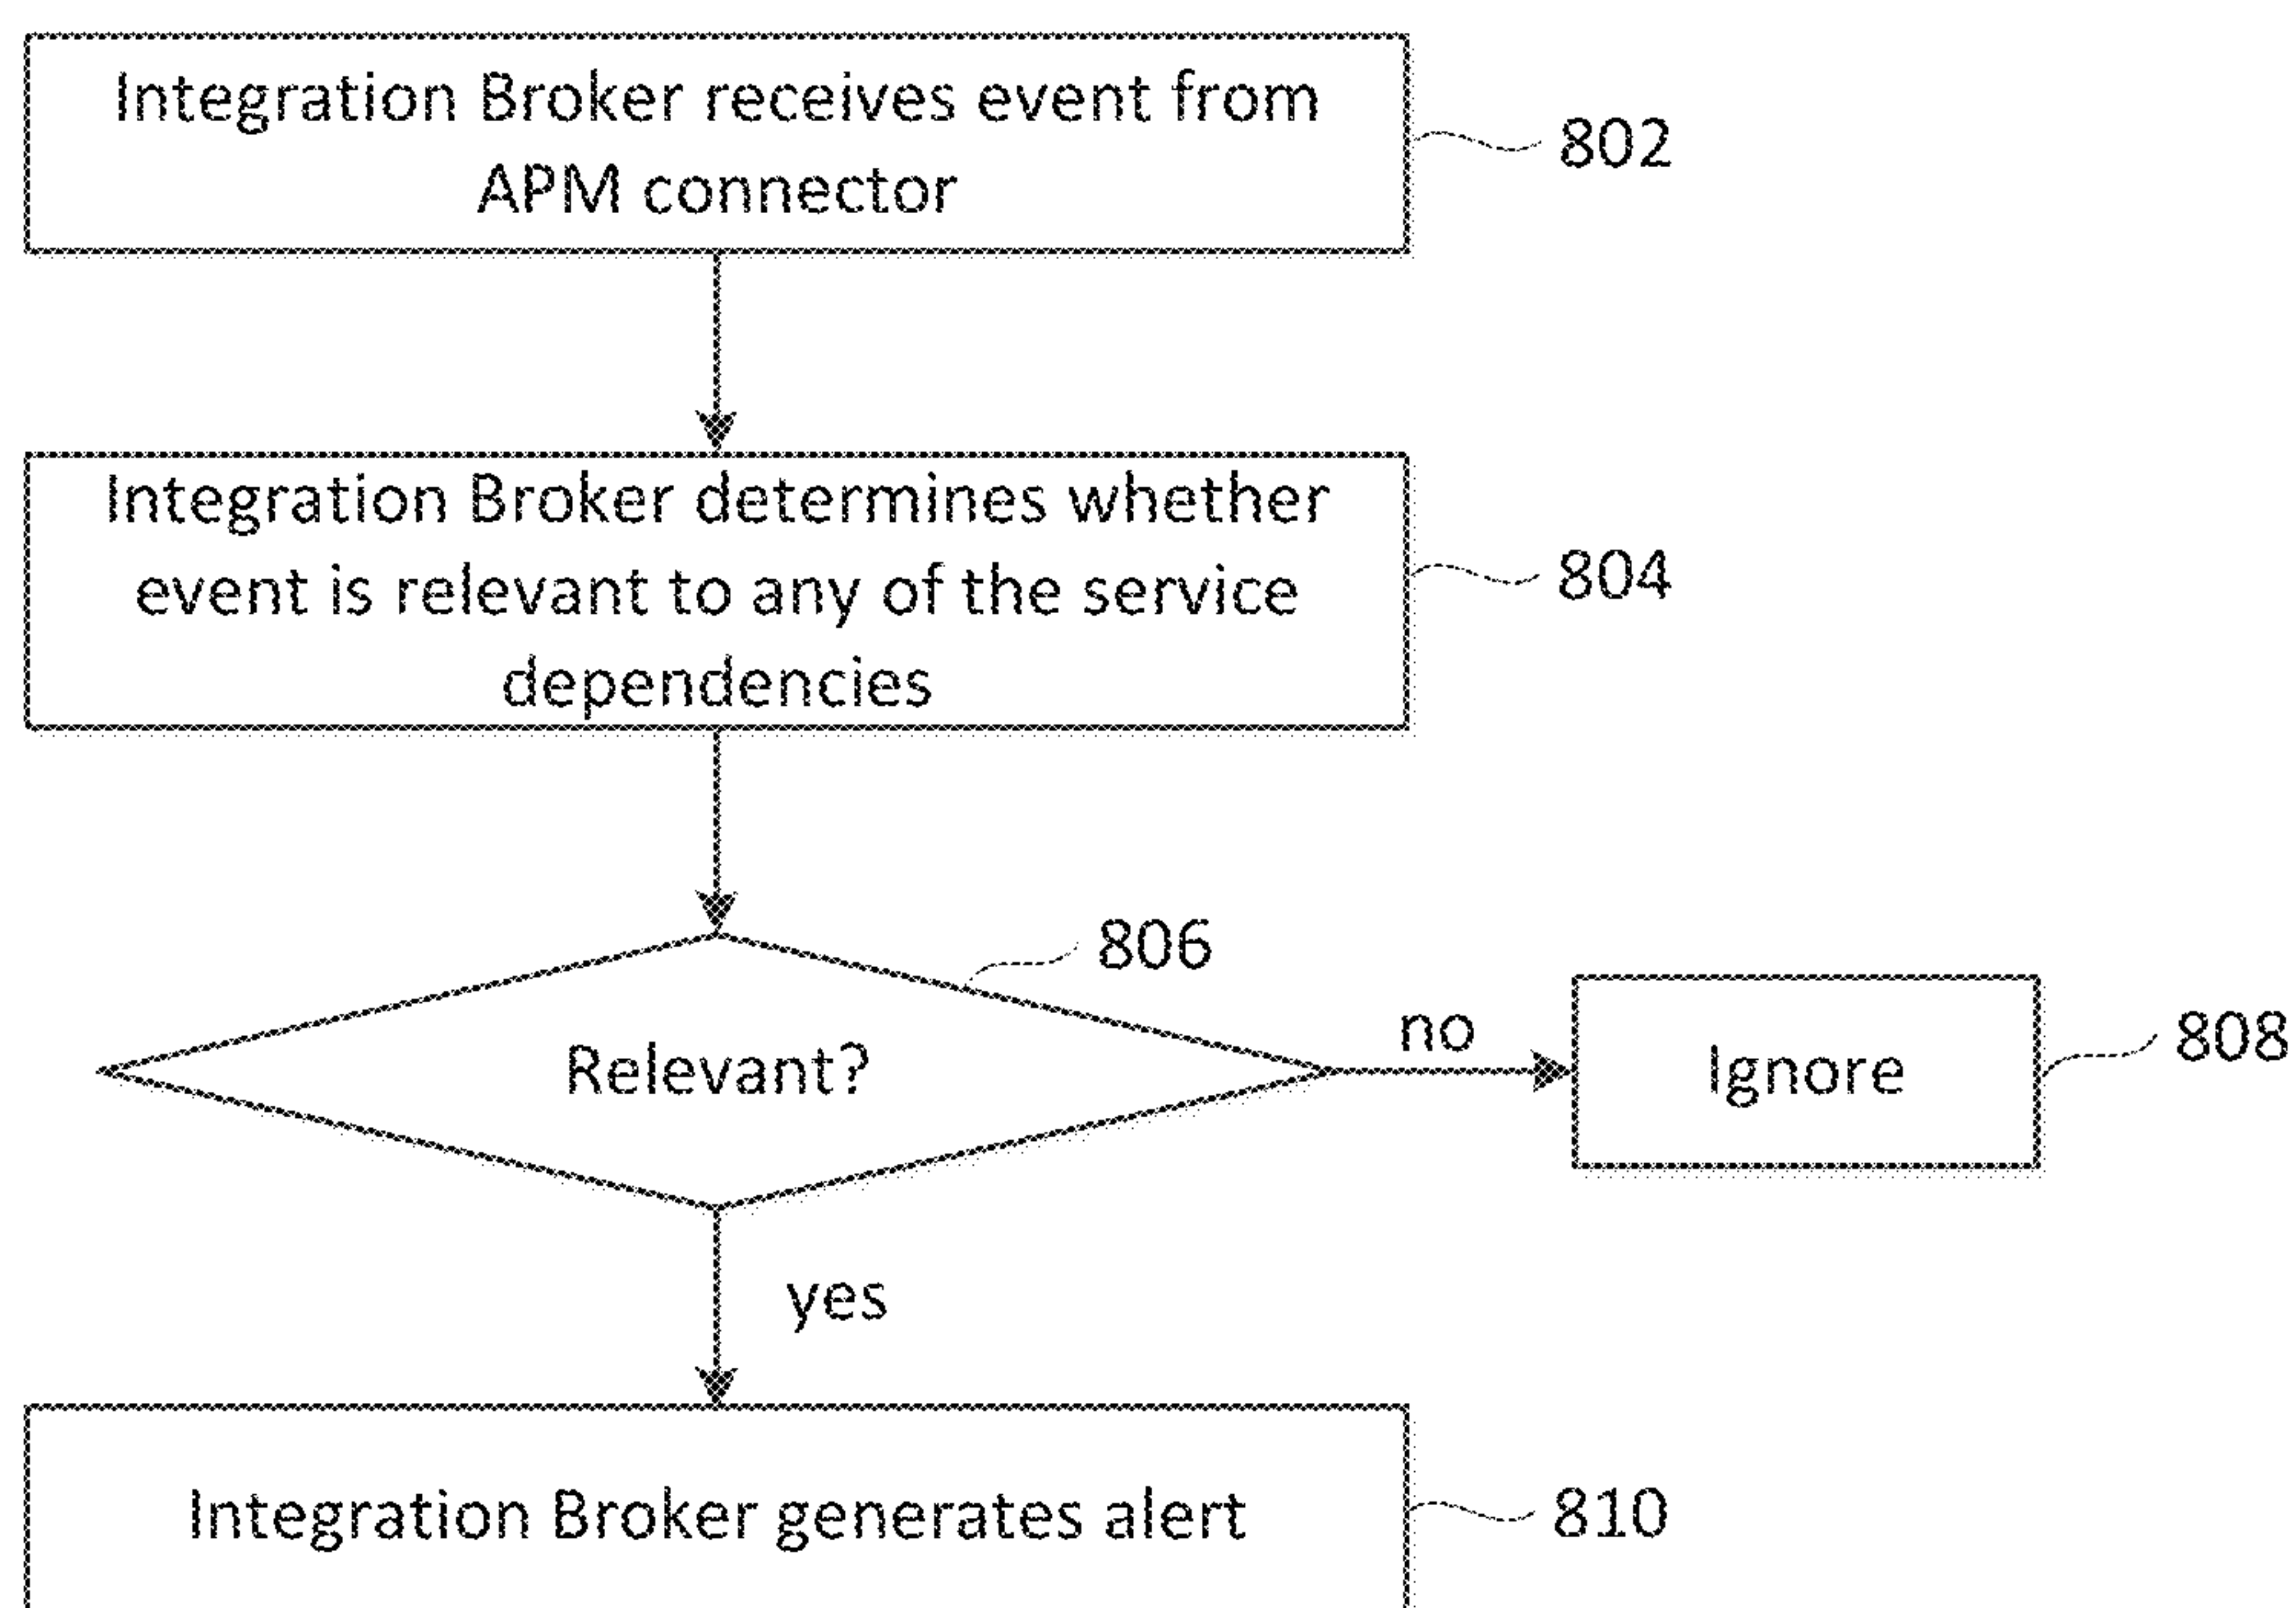 Integration Broker receives event from
APM connector
802
Integration Broker determines whether
event is relevant to any of the service
dependencies
804
806
Relevant?
no
Ignore
808
yes
Integration Broker generates alert
810